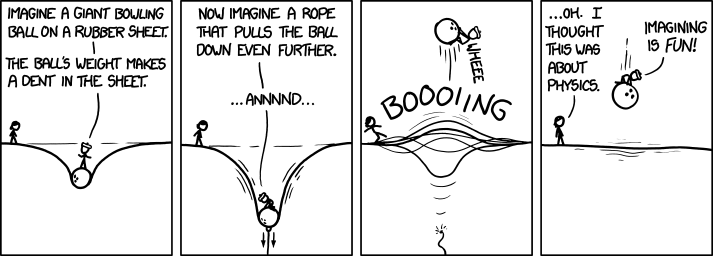 IMAGINE A GIANT BOWLING
BALL ON A RUBBER SHEET.
THE BALL'S WEIGHT MAKES
A DENT IN THE SHEET.
NOW IMAGINE A ROPE
THAT PULLS THE BALL
DOWN EVEN FURTHER.
...ANNNND...
WHEEE
BOOOIING
...OH. I
THOUGHT
THIS WAS
ABOUT
PHYSICS.
IMAGINING
IS FUN!